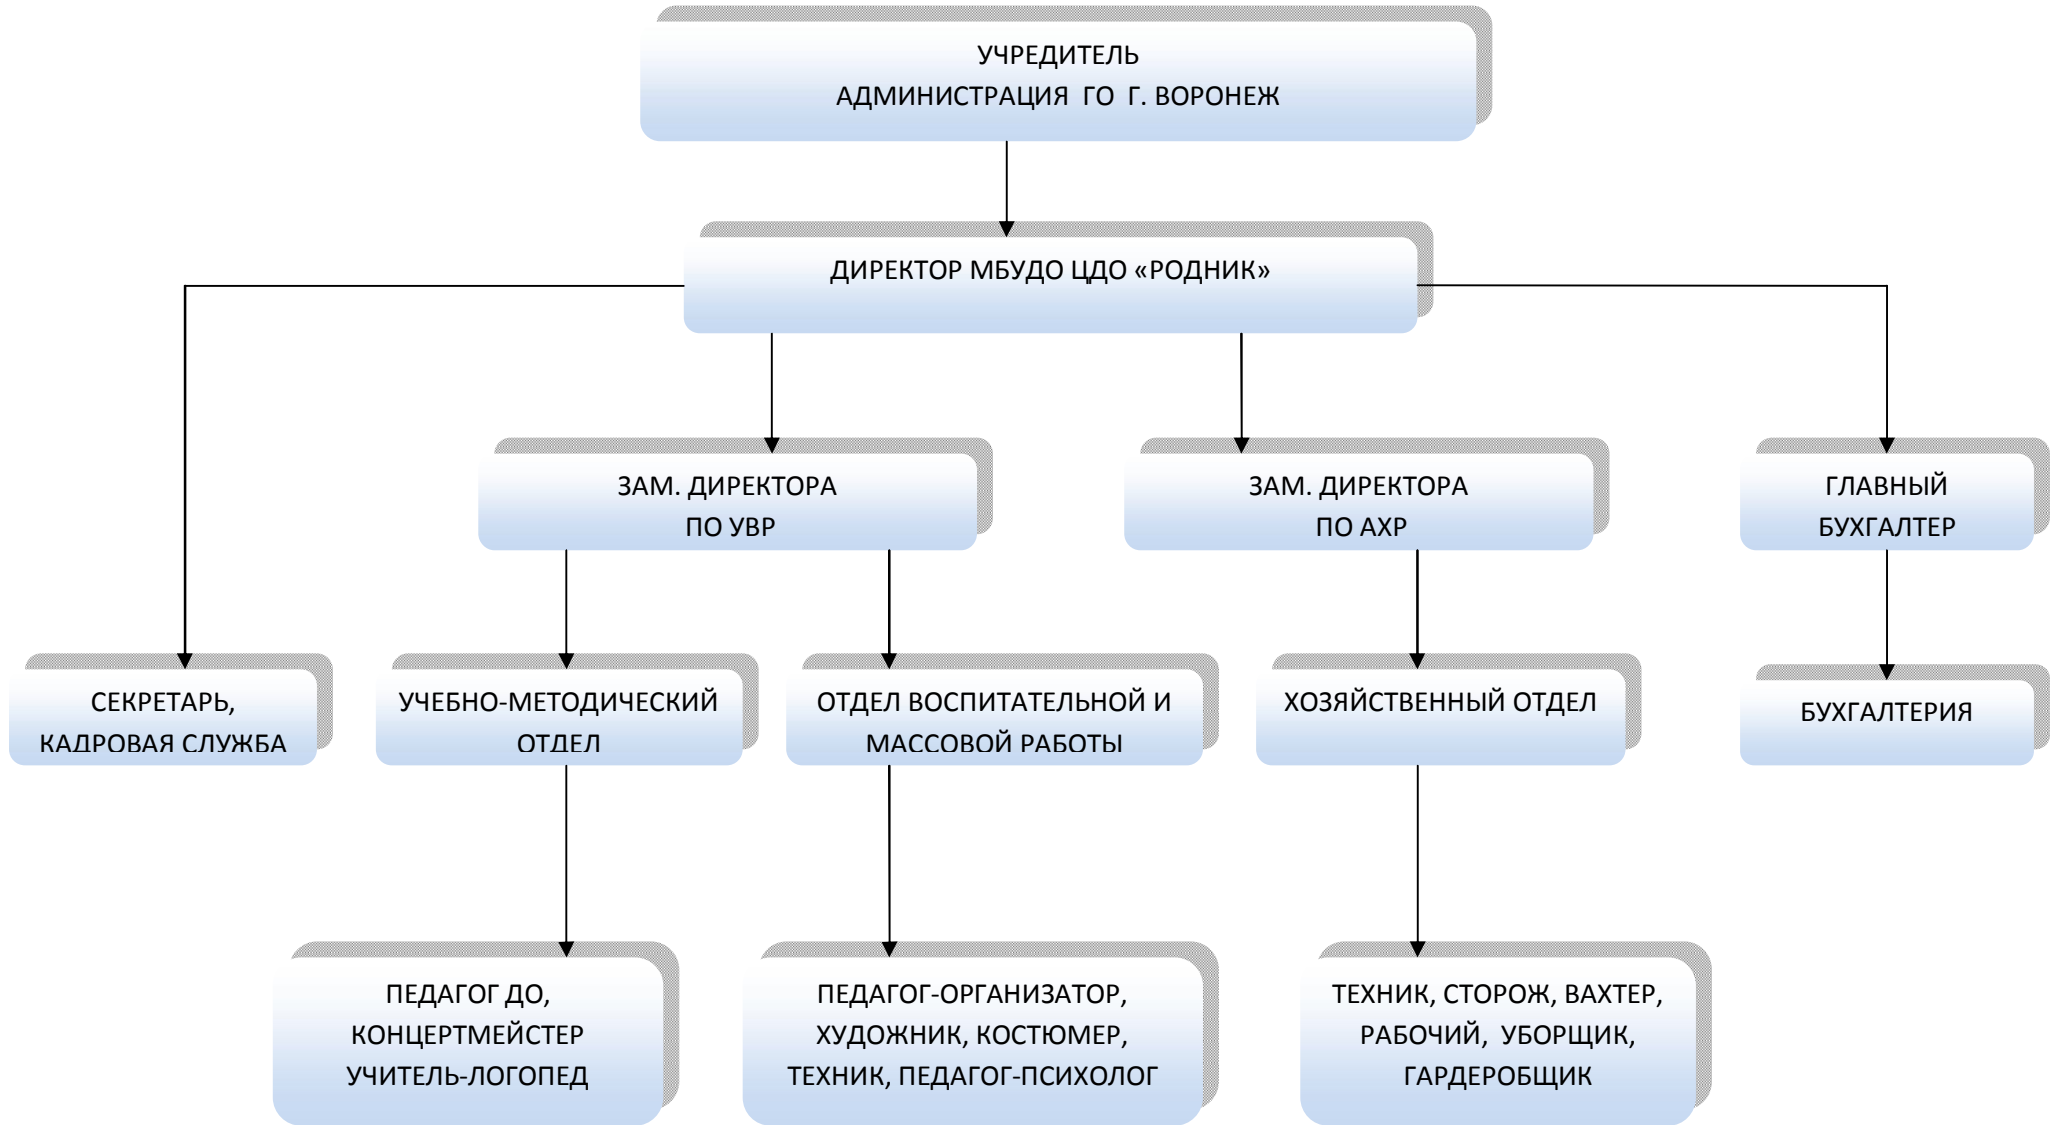 УЧРЕДИТЕЛЬ
АДМИНИСТРАЦИЯ ГО Г. ВОРОНЕЖ
ДИРЕКТОР МБУДО ЦДО «РОДНИК»
ЗАМ. ДИРЕКТОРА
ПО УВР
ЗАМ. ДИРЕКТОРА
ПО АХР
ГЛАВНЫЙ
БУХГАЛТЕР
СЕКРЕТАРЬ,
КАДРОВАЯ СЛУЖБА
УЧЕБНО-МЕТОДИЧЕСКИЙ
ОТДЕЛ
ОТДЕЛ ВОСПИТАТЕЛЬНОЙ И
МАССОВОЙ РАБОТЫ
ХОЗЯЙСТВЕННЫЙ ОТДЕЛ
БУХГАЛТЕРИЯ
ПЕДАГОГ ДО,
КОНЦЕРТМЕЙСТЕР
УЧИТЕЛЬ-ЛОГОПЕД
ПЕДАГОГ-ОРГАНИЗАТОР,
ХУДОЖНИК, КОСТЮМЕР,
ТЕХНИК, ПЕДАГОГ-ПСИХОЛОГ
ТЕХНИК, СТОРОЖ, ВАХТЕР,
РАБОЧИЙ, УБОРЩИК,
ГАРДЕРОБЩИК